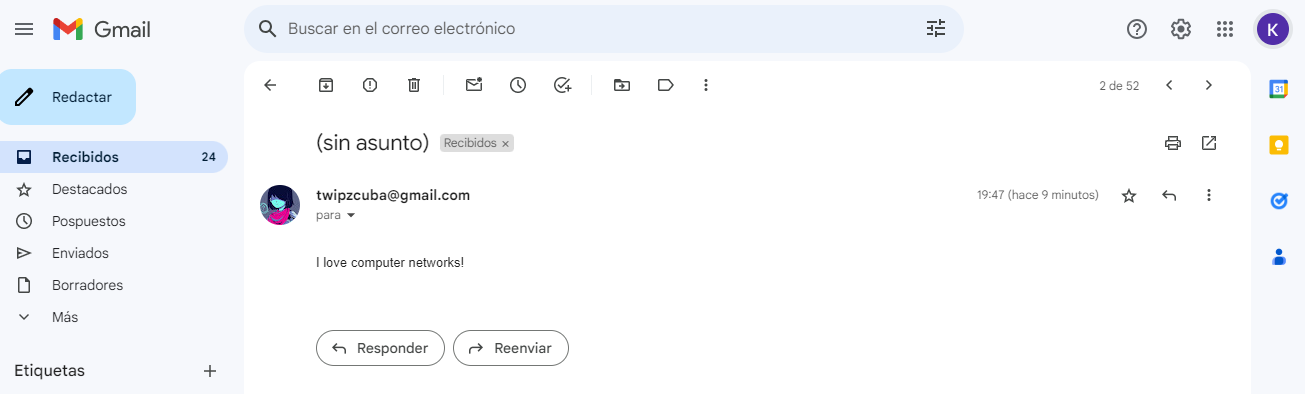 Gmail
Buscar en el correo electrónico
K
Redactar
2 de 52
31
(sin asunto) Recibidos ×
Recibidos 24
Destacados
twipzcuba@gmail.com 19:47 (hace 9 minutos)
para
Pospuestos
Enviados
I love computer networks!
Borradores
Más
Responder Reenviar
Etiquetas